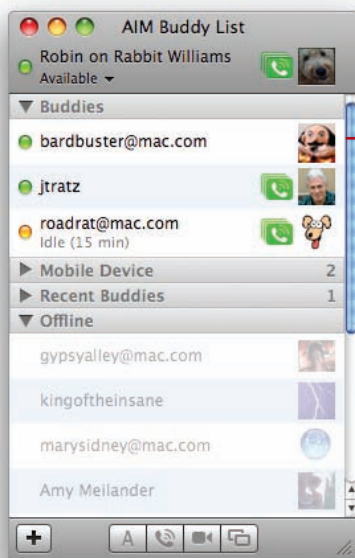 AIM Buddy List
Robin on Rabbit Williams
Available
Buddies
bardbuster@mac.com
jtratz
roadrat@mac.com
Idle (15 min)
Mobile Device 2
Recent Buddies 1
Offline
gypsyalley@mac.com
kingoftheinsane
marysidney@mac.com
Amy Meilander
A